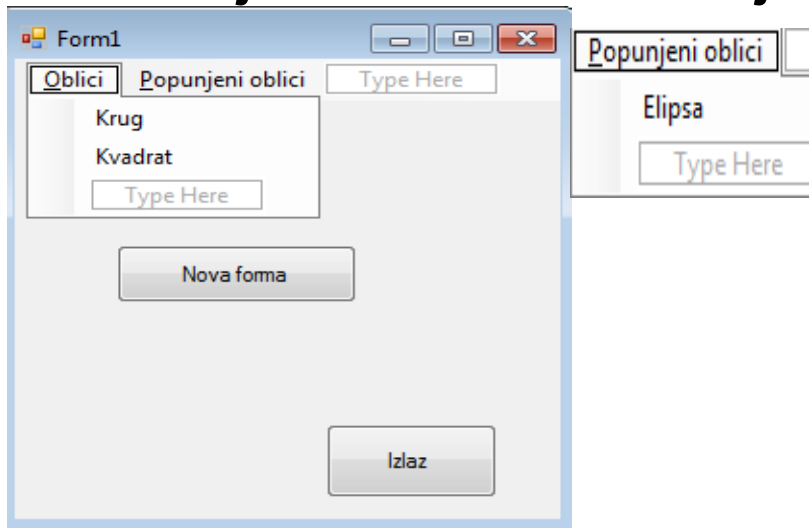 Form1
Oblici Popunjeni oblici Type Here
Krug
Kvadrat
Type Here
Nova forma
Izlaz
Popunjeni oblici
Elipsa
Type Here